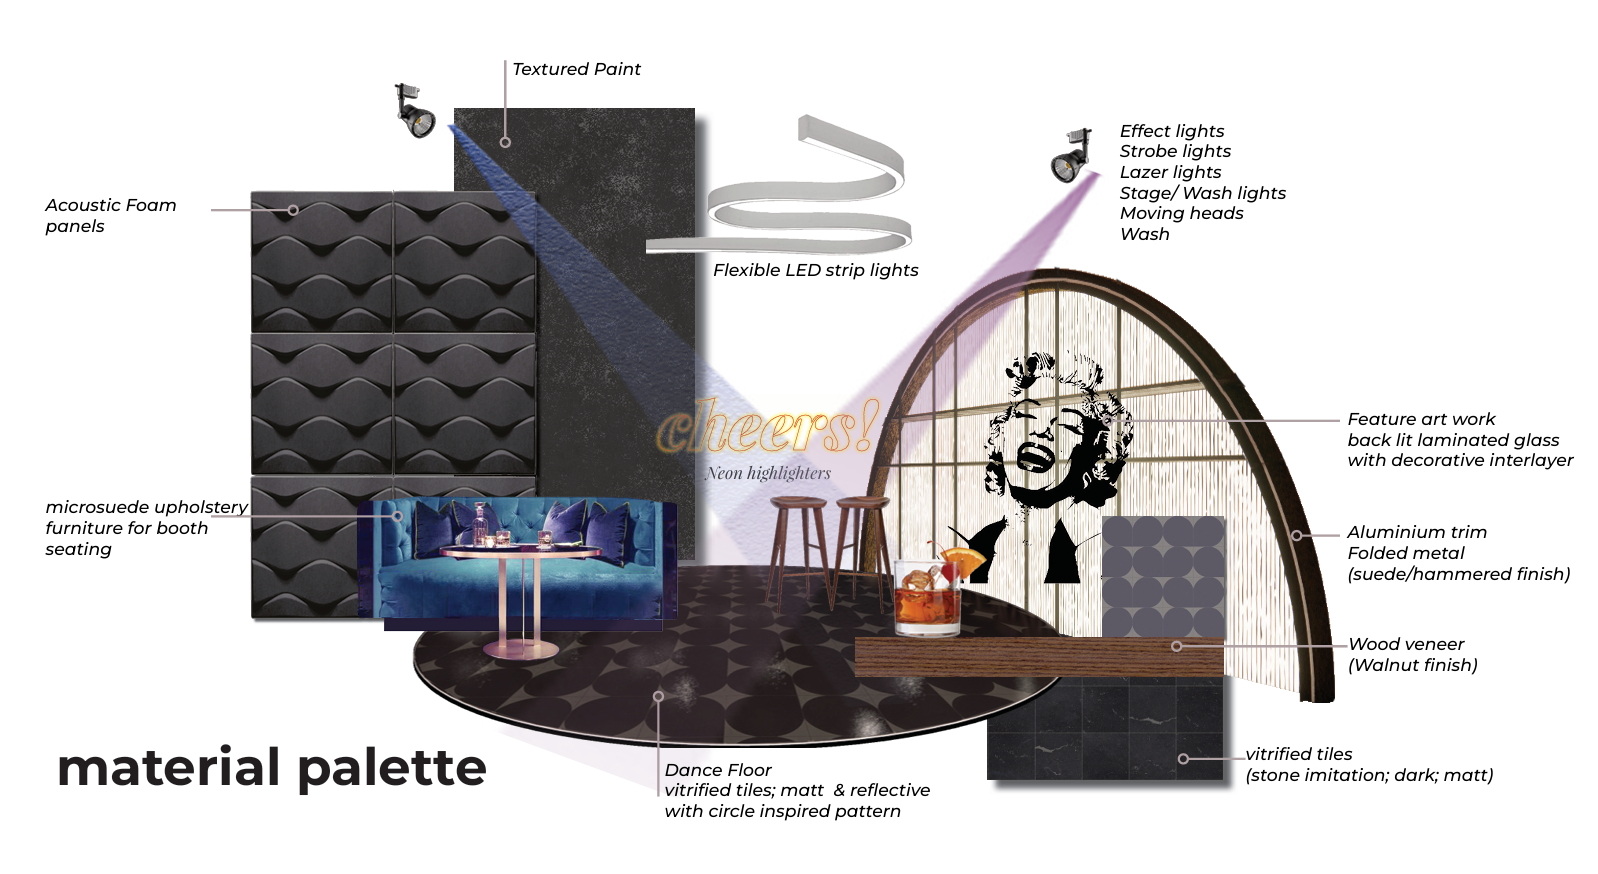 Textured Paint
Effect lights
Strobe lights
Lazer lights
Stage/ Wash lights
Moving heads
Wash
Acoustic Foam
panels
Flexible LED strip lights
cheers!
Neon highlighters
Feature art work
back lit laminated glass
with decorative interlayer
microsuede upholstery
furniture for booth
seating
Aluminium trim
Folded metal
(suede/hammered finish)
Wood veneer
(Walnut finish)
material palette
Dance Floor
vitrified tiles; matt  & reflective
with circle inspired pattern
vitrified tiles
(stone imitation; dark; matt)